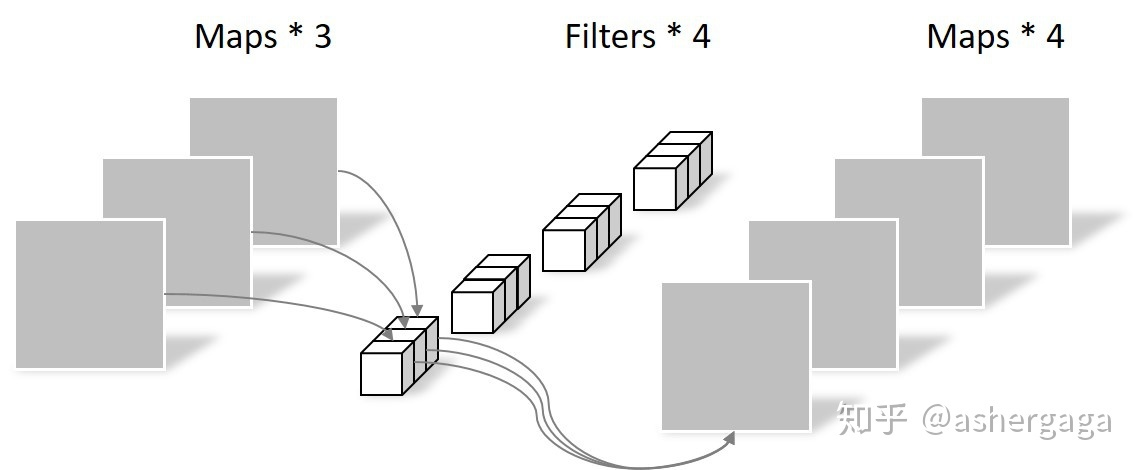 Maps * 3
Filters * 4
Maps * 4
知乎 @ashergaga